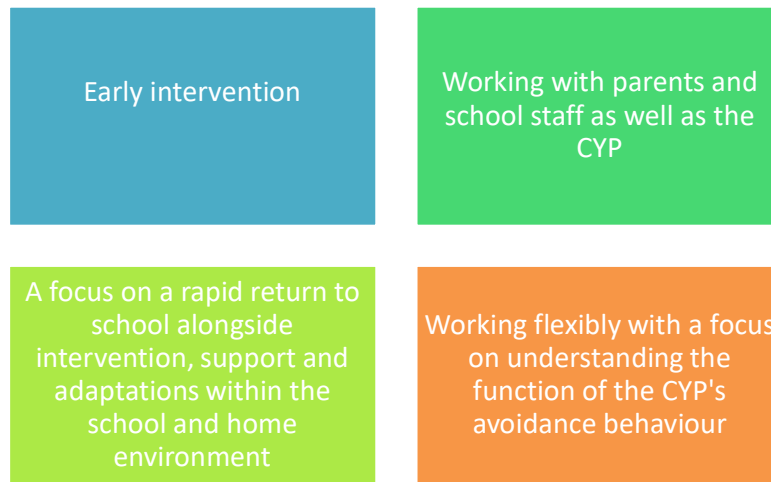 Early intervention
Working with parents and
school staff as well as the
CYP
A focus on a rapid return to
school alongside
intervention, support and
adaptations within the
school and home
environment
Working flexibly with a focus
on understanding the
function of the CYP's
avoidance behaviour